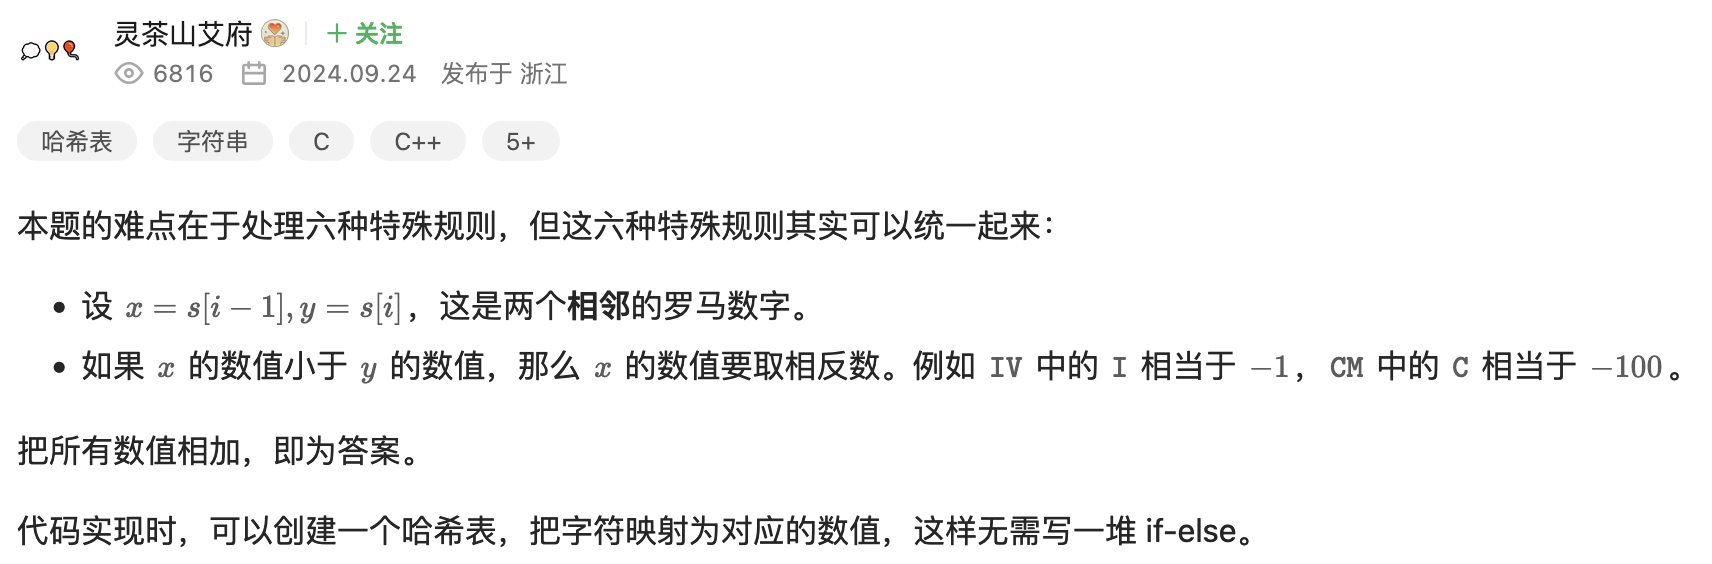 灵茶山艾府 + 关注
6816 2024.09.24 发布于 浙江
哈希表 字符串 C C++ 5+
本题的难点在于处理六种特殊规则，但这六种特殊规则其实可以统一起来：
• 设 x = s[i − 1], y = s[i]，这是两个相邻的罗马数字。
• 如果 x 的数值小于 y 的数值，那么 x 的数值要取相反数。例如 IV 中的 I 相当于 −1，CM 中的 C 相当于 −100。
把所有数值相加，即为答案。
代码实现时，可以创建一个哈希表，把字符映射为对应的数值，这样无需写一堆 if-else。